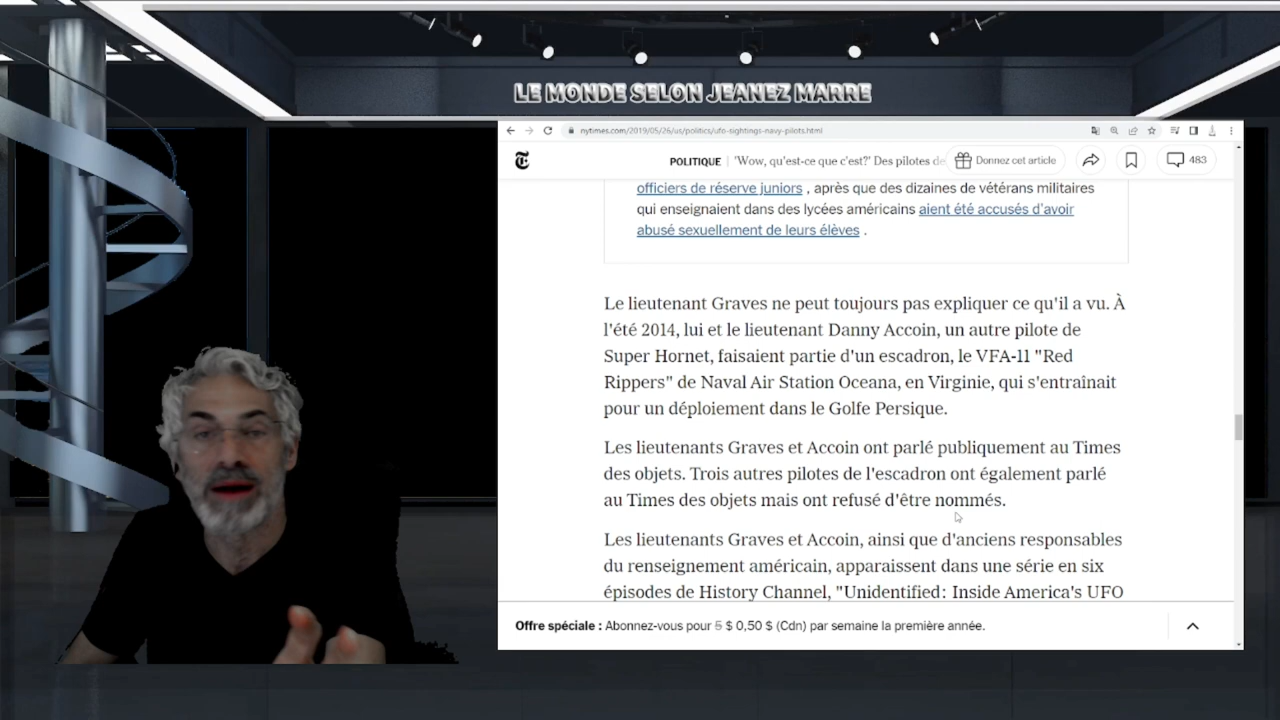 LE MONDE SELON JEANEZ MARRE
nytimes.com/2019/05/26/us/politics/ufo-sightings-navy-pilots.html
POLITIQUE | 'Wow, qu'est-ce que c'est?' Des pilotes de
Donnez cet article
483
officiers de réserve juniors , après que des dizaines de vétérans militaires
qui enseignaient dans des lycées américains aient été accusés d'avoir
abusé sexuellement de leurs élèves .
Le lieutenant Graves ne peut toujours pas expliquer ce qu'il a vu. À
l'été 2014, lui et le lieutenant Danny Accoin, un autre pilote de
Super Hornet, faisaient partie d'un escadron, le VFA-11 "Red
Rippers" de Naval Air Station Oceana, en Virginie, qui s'entraînait
pour un déploiement dans le Golfe Persique.
Les lieutenants Graves et Accoin ont parlé publiquement au Times
des objets. Trois autres pilotes de l'escadron ont également parlé
au Times des objets mais ont refusé d'être nommés.
Les lieutenants Graves et Accoin, ainsi que d'anciens responsables
du renseignement américain, apparaissent dans une série en six
épisodes de History Channel, "Unidentified: Inside America's UFO
Offre spéciale : Abonnez-vous pour 5 $ 0,50 $ (Cdn) par semaine la première année.